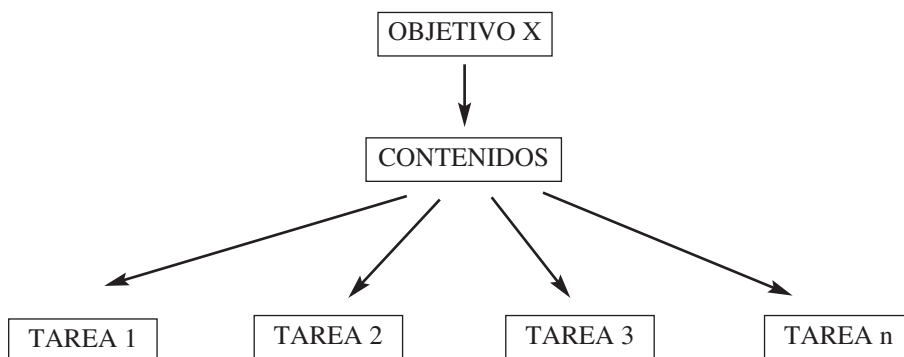 OBJETIVO X
CONTENIDOS
TAREA 1
TAREA 2
TAREA 3
TAREA n